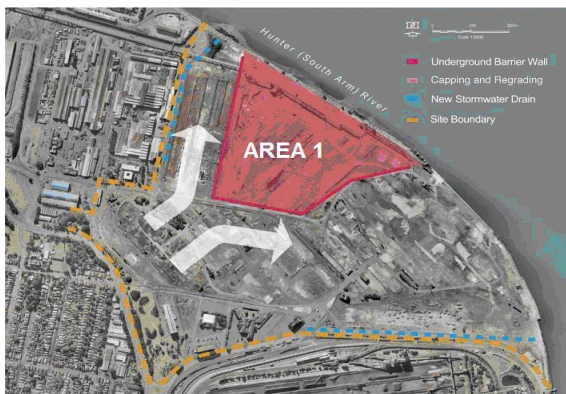 Hunter (South Arm) River
Underground Barrier Wall
Capping and Regrading
New Stormwater Drain
Site Boundary
AREA 1